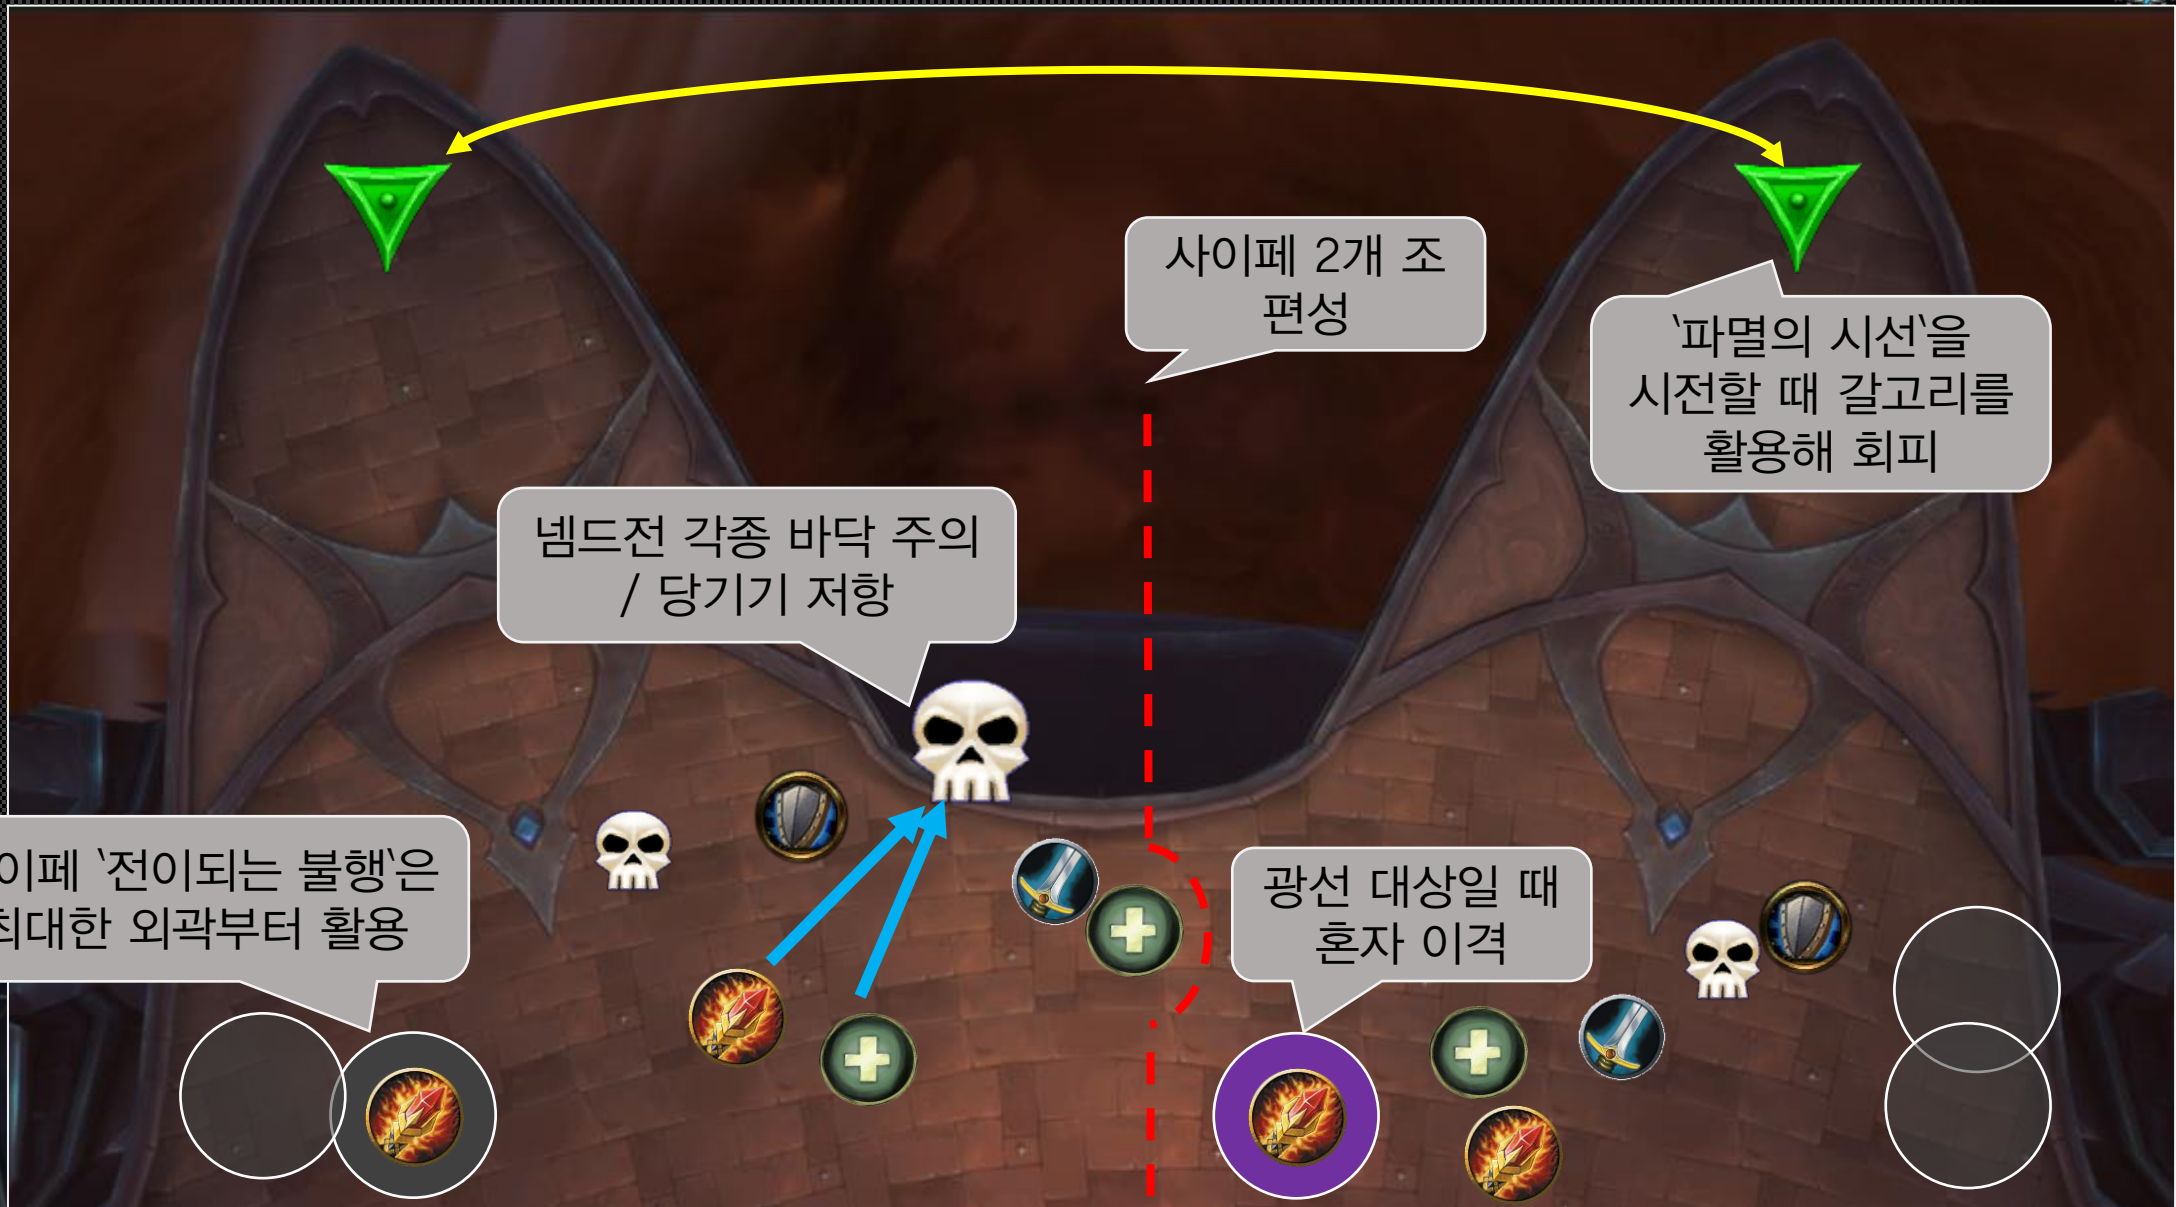 사이페 2개 조
편성
`파멸의 시선`을
시전할 때 갈고리를
활용해 회피
넴드전 각종 바닥 주의
/ 당기기 저항
이페 `전이되는 불행`은
최대한 외곽부터 활용
광선 대상일 때
혼자 이격